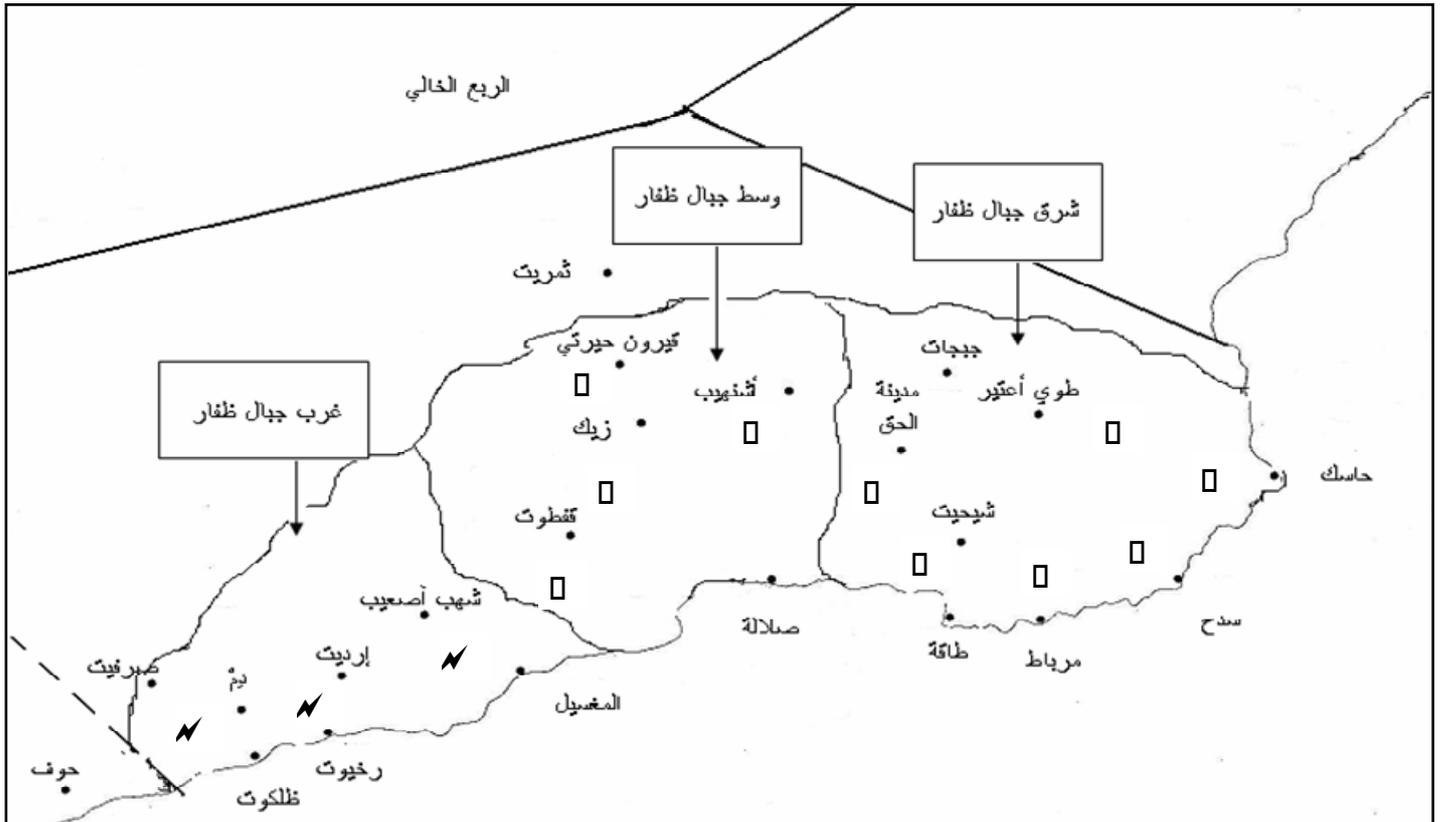 الربع الخالي
وسط جبال ظفار
شرق جبال ظفار
ثمريت
قيرون حيرتي
جبجات
غرب جبال ظفار
أشنهيب
مدينة
الحق
طوي أعتير
زيك
حاسك
قفطوت
شيحيت
شهب أصعيب
صلالة
طاقة
مرباط
سدح
إرديت
صرفيت
دِمْ
المغسيل
حوف
رخيوت
ظلكوت